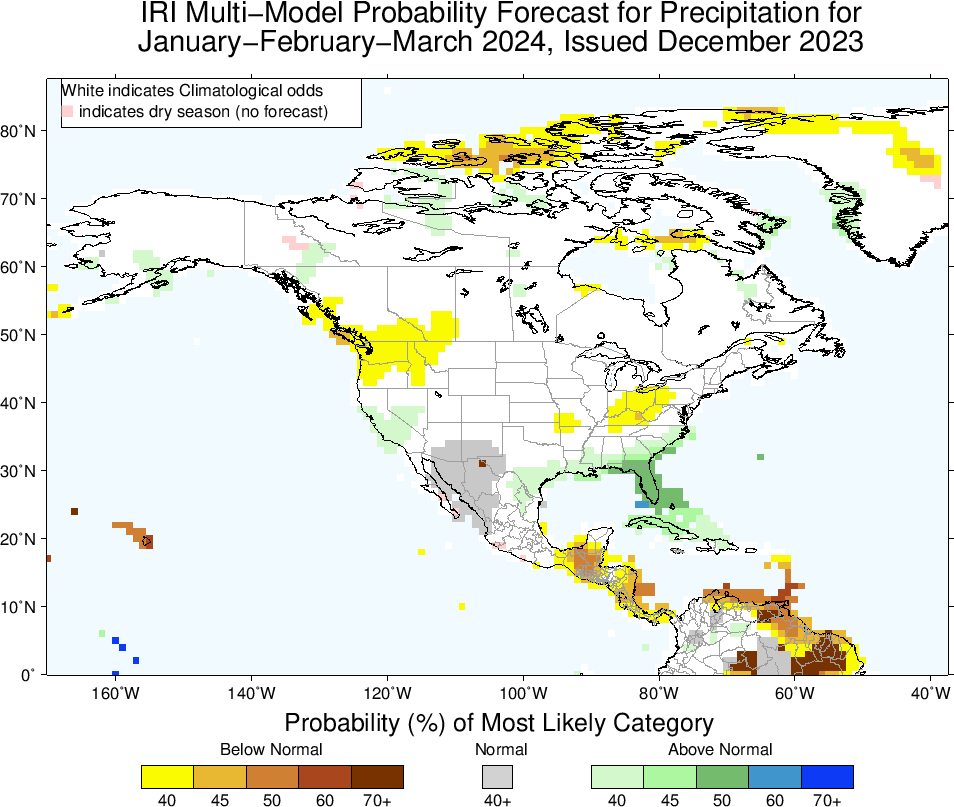 IRI Multi−Model Probability Forecast for Precipitation for
January−February−March 2024, Issued December 2023
White indicates Climatological odds
indicates dry season (no forecast)
80˚N
70˚N
60˚N
50˚N
40˚N
30˚N
20˚N
10˚N
0˚
160˚W 140˚W 120˚W 100˚W 80˚W 60˚W 40˚W
Probability (%) of Most Likely Category
Below Normal Normal Above Normal
40 45 50 60 70+ 40+ 40 45 50 60 70+